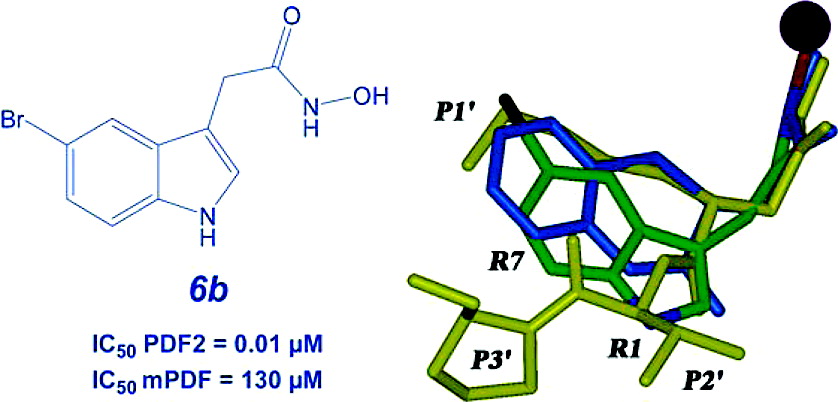 O
Br
N
H
OH
N
H
6b
IC₅₀ PDF2 = 0.01 µM
IC₅₀ mPDF = 130 µM
P1'
R7
P3'
R1
P2'